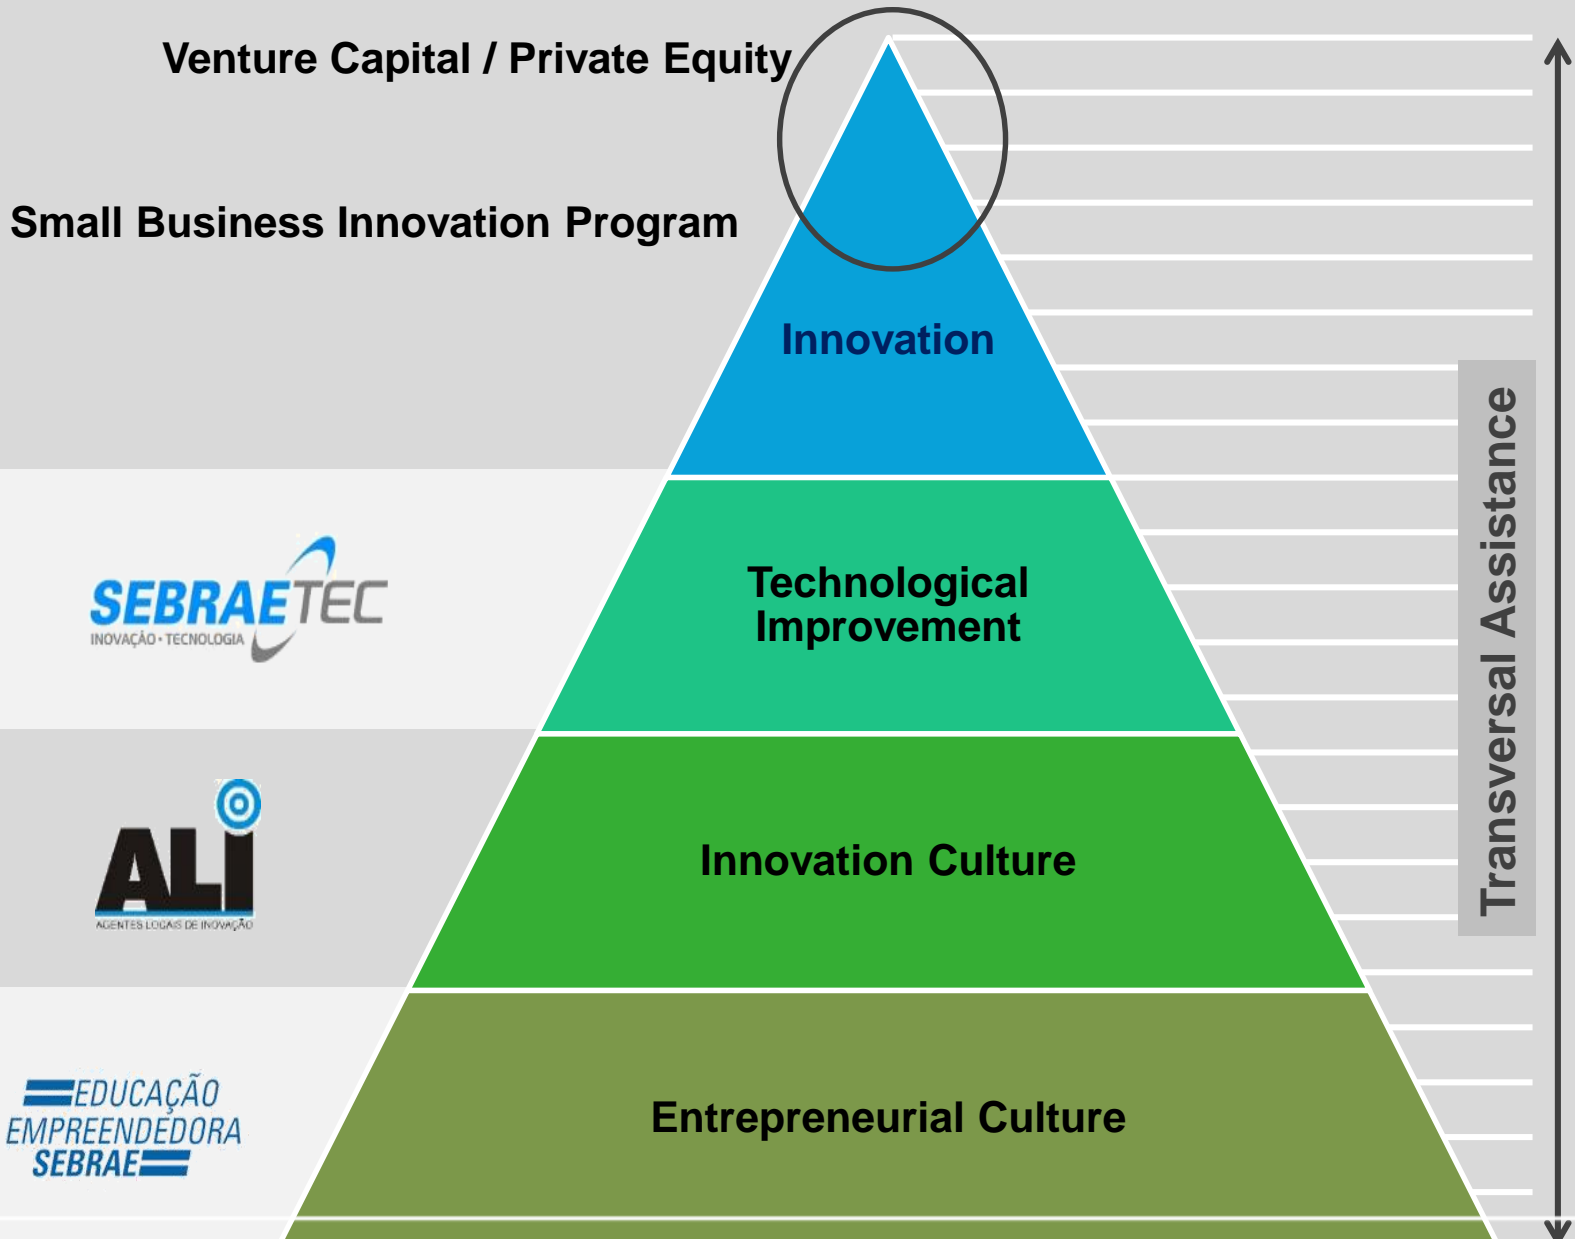 Venture Capital / Private Equity
Small Business Innovation Program
Innovation
SEBRAETEC
INOVAÇÃO · TECNOLOGIA
Technological
Improvement
Transversal Assistance
ALI
AGENTES LOCAIS DE INOVAÇÃO
Innovation Culture
EDUCAÇÃO
EMPREENDEDORA
SEBRAE
Entrepreneurial Culture